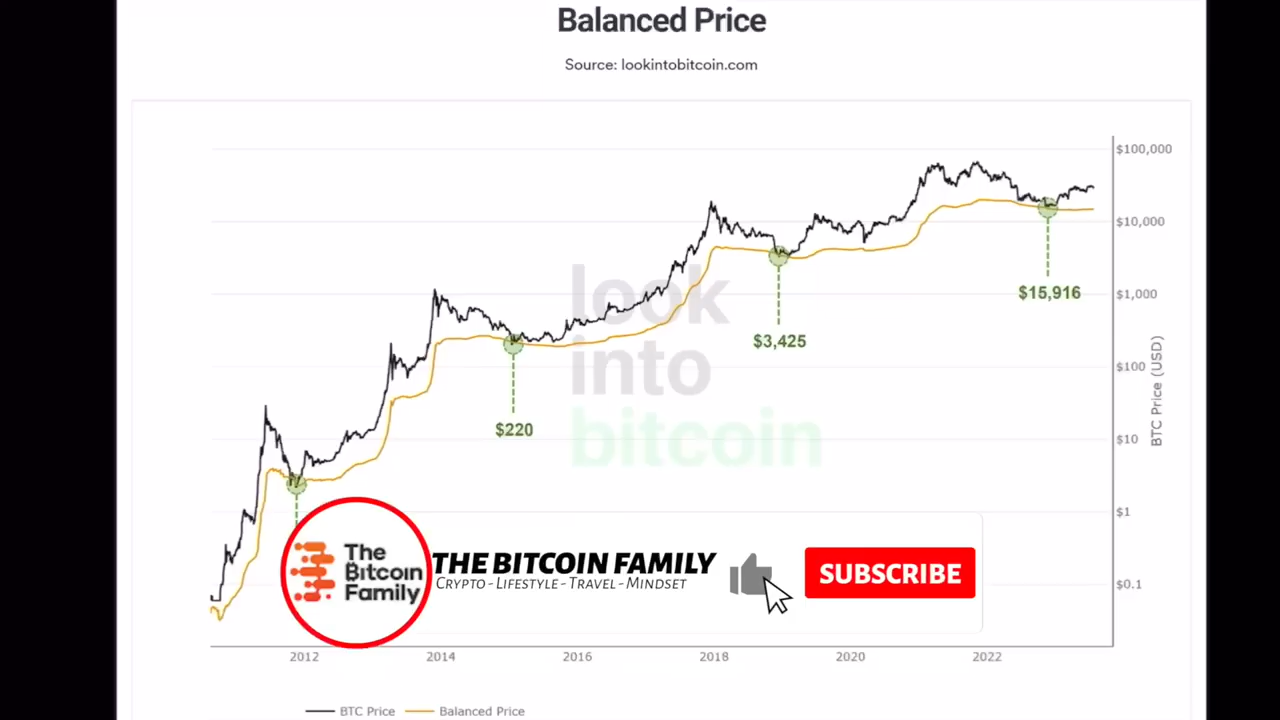 Balanced Price
Source: lookintobitcoin.com
$100,000
$10,000
$1,000
$100
$10
$1
$0.1
BTC Price (USD)
look
into
bitcoin
$15,916
$3,425
$220
The
Bitcoin
Family
THE BITCOIN FAMILY
CRYPTO - LIFESTYLE - TRAVEL - MINDSET
SUBSCRIBE
2012
2014
2016
2018
2020
2022
BTC Price
Balanced Price